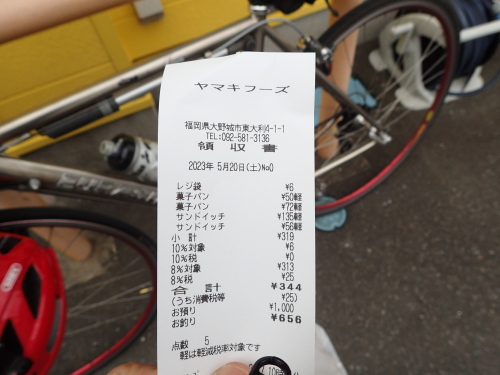 ヤマキフーズ
福岡県大野城市東大利4-1-1
TEL:092-581-3136
領収書
2023年 5月20日(土)No0
レジ袋 ¥6
菓子パン ¥50軽
菓子パン ¥72軽
サンドイッチ ¥135軽
サンドイッチ ¥56軽
小計 ¥319
10%対象 ¥6
10%税 ¥0
8%対象 ¥313
8%税 ¥25
合計 ¥344
(うち消費税等 ¥25)
お預り ¥1,000
お釣り ¥656
点数 5
軽は軽減税率対象です